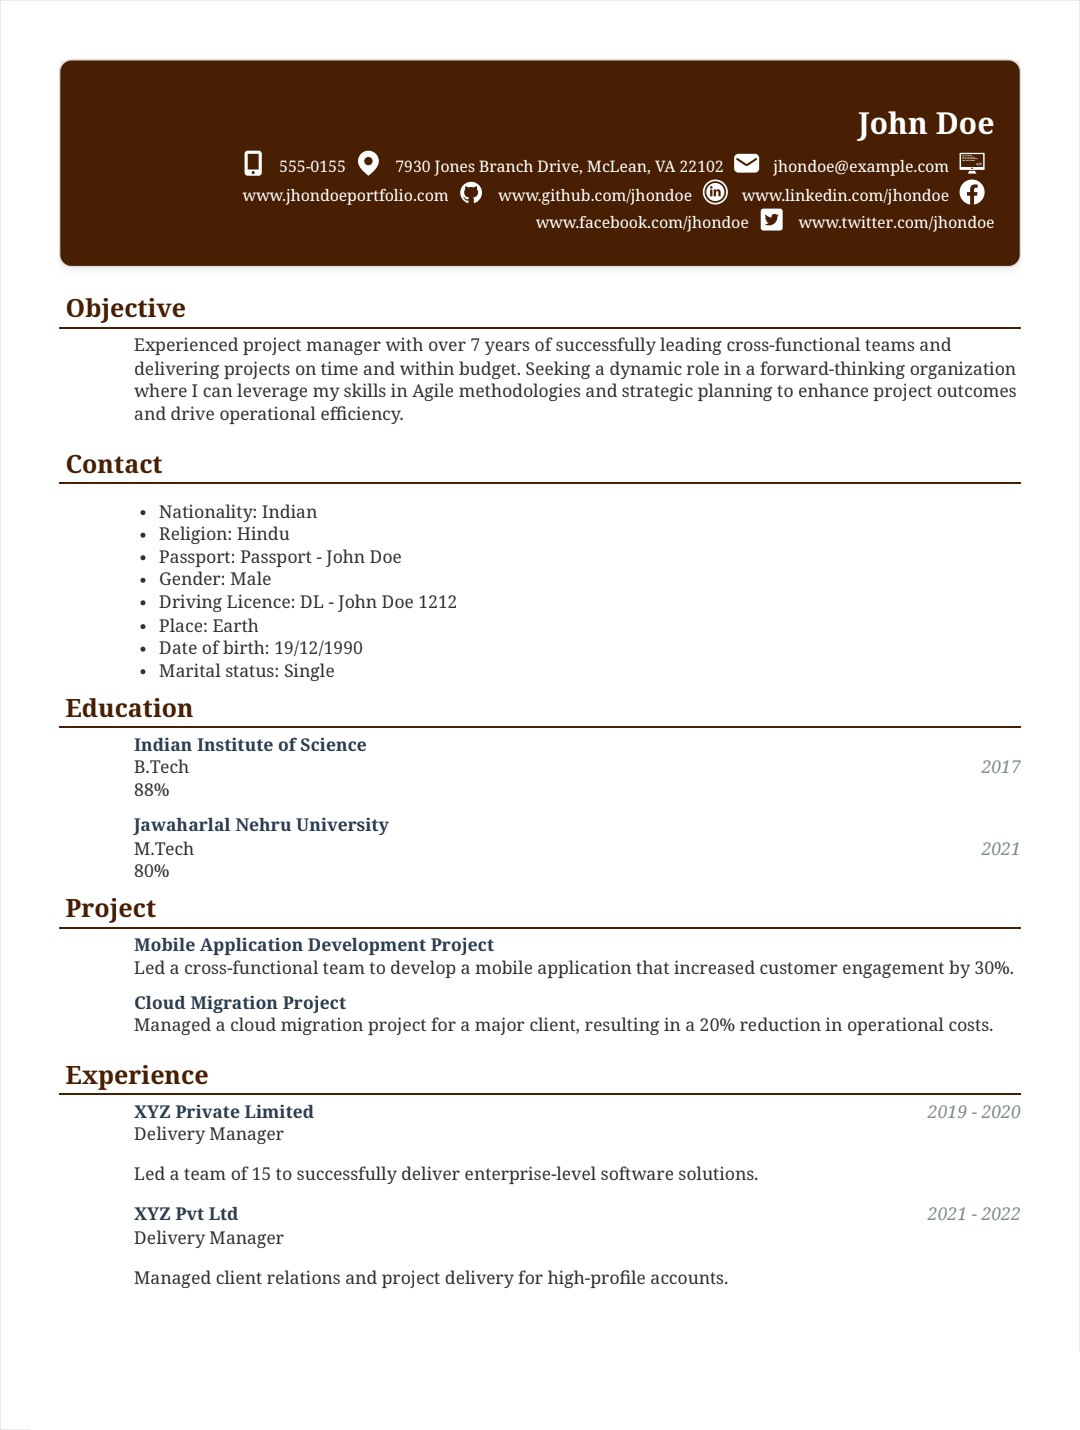 John Doe
555-0155 7930 Jones Branch Drive, McLean, VA 22102 jhondoe@example.com
www.jhondoeportfolio.com www.github.com/jhondoe www.linkedin.com/jhondoe
www.facebook.com/jhondoe www.twitter.com/jhondoe
Objective
Experienced project manager with over 7 years of successfully leading cross-functional teams and
delivering projects on time and within budget. Seeking a dynamic role in a forward-thinking organization
where I can leverage my skills in Agile methodologies and strategic planning to enhance project outcomes
and drive operational efficiency.
Contact
• Nationality: Indian
• Religion: Hindu
• Passport: Passport - John Doe
• Gender: Male
• Driving Licence: DL - John Doe 1212
• Place: Earth
• Date of birth: 19/12/1990
• Marital status: Single
Education
Indian Institute of Science
B.Tech 2017
88%
Jawaharlal Nehru University
M.Tech 2021
80%
Project
Mobile Application Development Project
Led a cross-functional team to develop a mobile application that increased customer engagement by 30%.
Cloud Migration Project
Managed a cloud migration project for a major client, resulting in a 20% reduction in operational costs.
Experience
XYZ Private Limited 2019 - 2020
Delivery Manager
Led a team of 15 to successfully deliver enterprise-level software solutions.
XYZ Pvt Ltd 2021 - 2022
Delivery Manager
Managed client relations and project delivery for high-profile accounts.